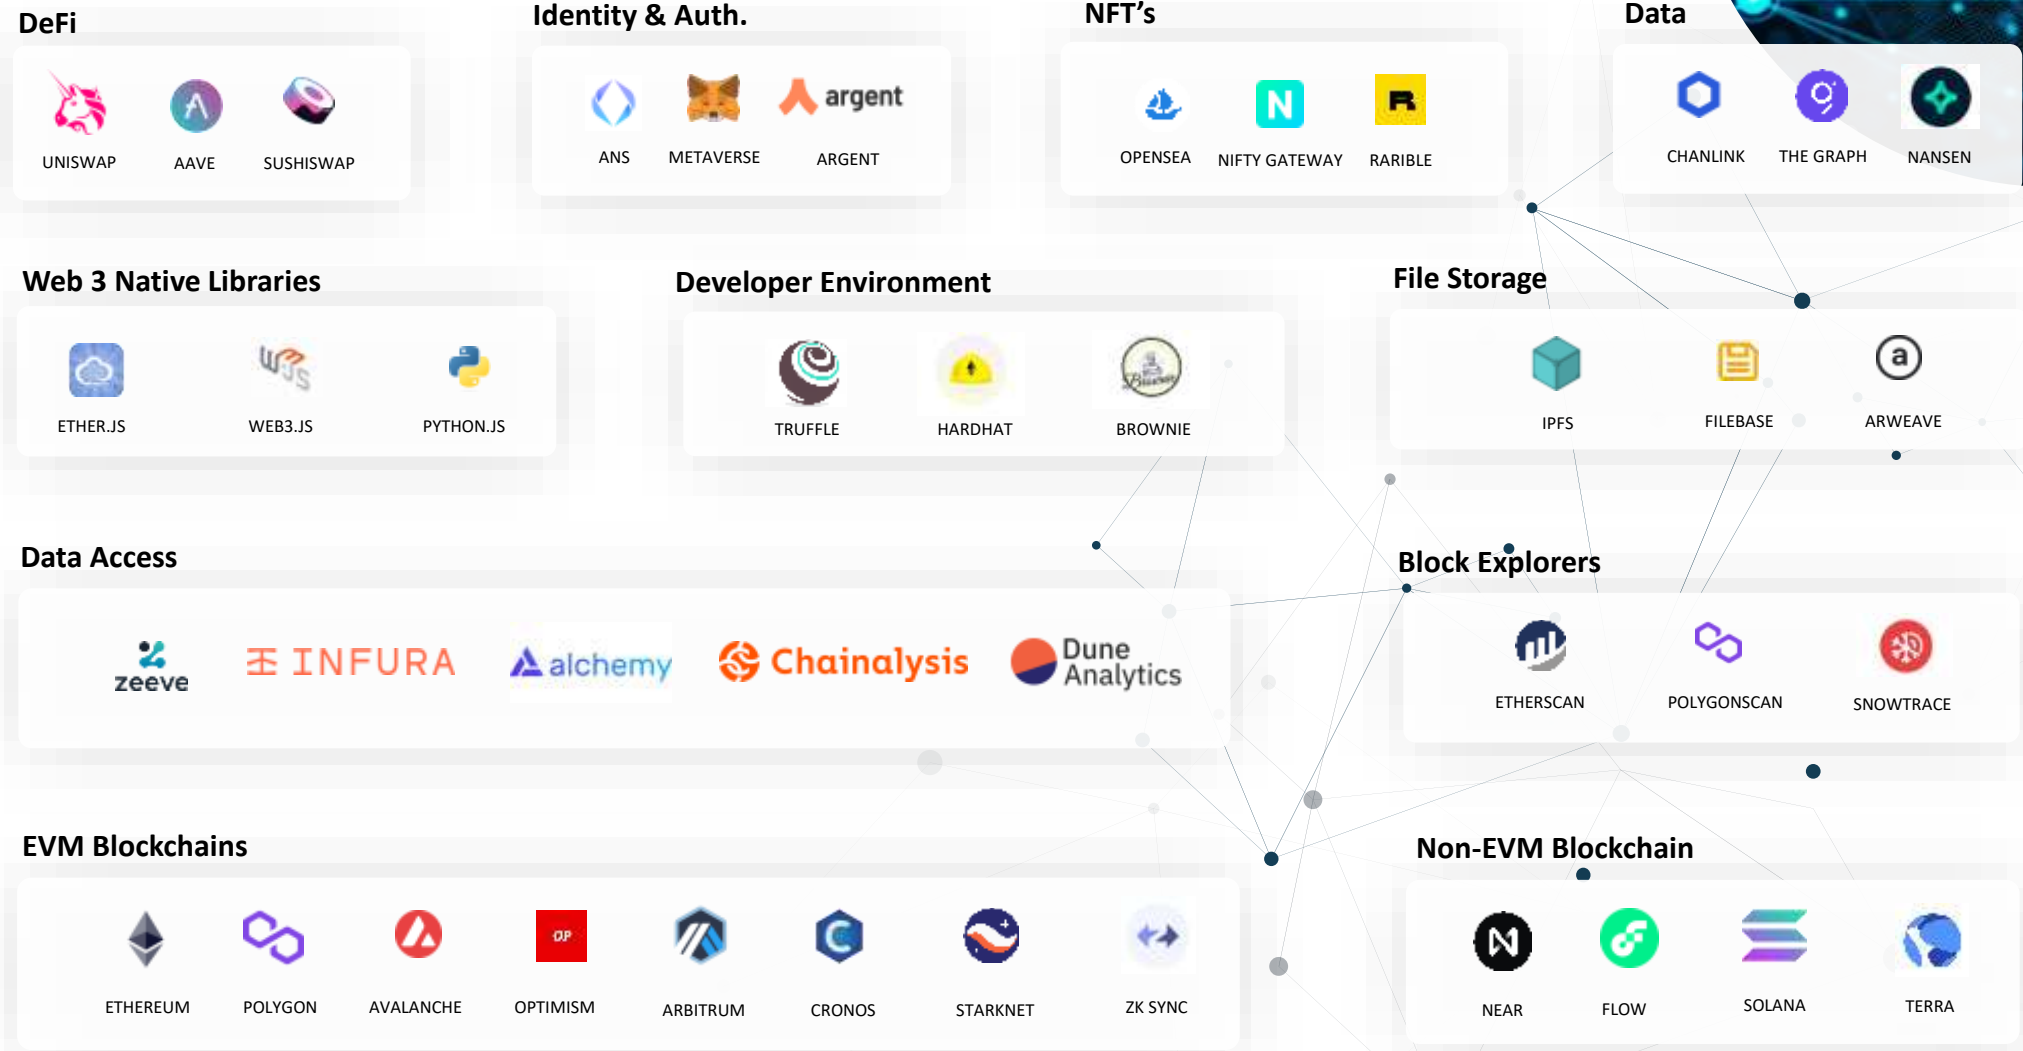 DeFi
Identity & Auth.
NFT's
Data
argent
UNISWAP
AAVE
SUSHISWAP
ANS
METAVERSE
ARGENT
OPENSEA
NIFTY GATEWAY
RARIBLE
CHANLINK
THE GRAPH
NANSEN
Web 3 Native Libraries
Developer Environment
File Storage
ETHER.JS
WEB3.JS
PYTHON.JS
TRUFFLE
HARDHAT
BROWNIE
IPFS
FILEBASE
ARWEAVE
Data Access
Block Explorers
zeeve
INFURA
alchemy
Chainalysis
Dune
Analytics
ETHERSCAN
POLYGONSCAN
SNOWTRACE
EVM Blockchains
Non-EVM Blockchain
OP
ETHEREUM
POLYGON
AVALANCHE
OPTIMISM
ARBITRUM
CRONOS
STARKNET
ZK SYNC
NEAR
FLOW
SOLANA
TERRA